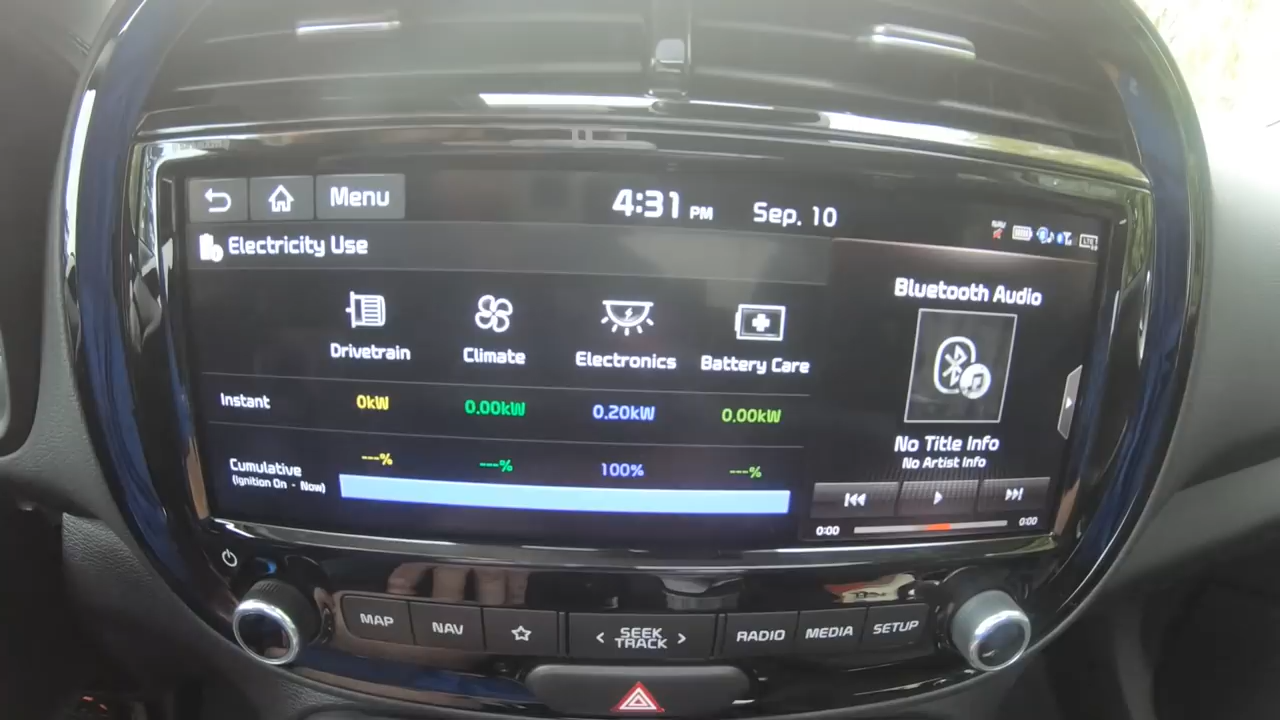 Menu
4:31 PM
Sep. 10
Electricity Use
Bluetooth Audio
Drivetrain
Climate
Electronics
Battery Care
Instant
0kW
0.00kW
0.20kW
0.00kW
No Title Info
No Artist Info
Cumulative
(Ignition On - Now)
---%
---%
100%
---%
0:00
0:00
MAP
NAV
< SEEK >
TRACK
RADIO
MEDIA
SETUP